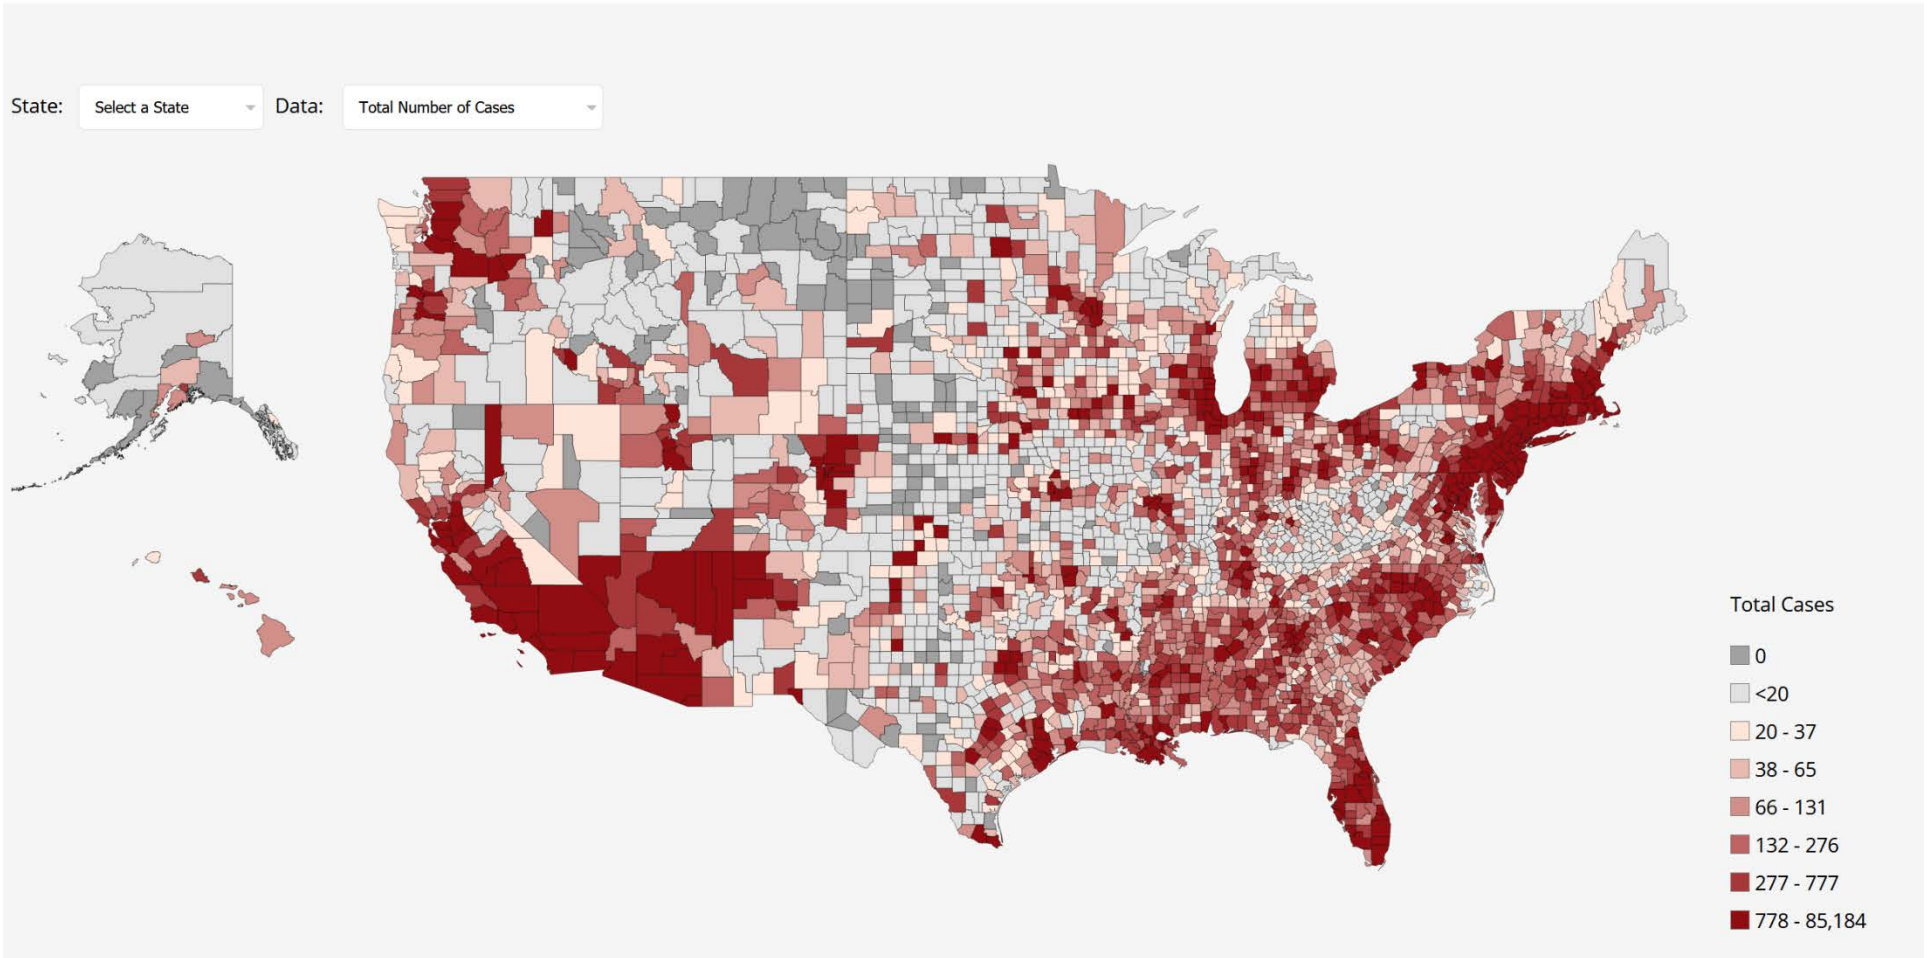 State: Select a State Data: Total Number of Cases
Total Cases
0
<20
20 - 37
38 - 65
66 - 131
132 - 276
277 - 777
778 - 85,184